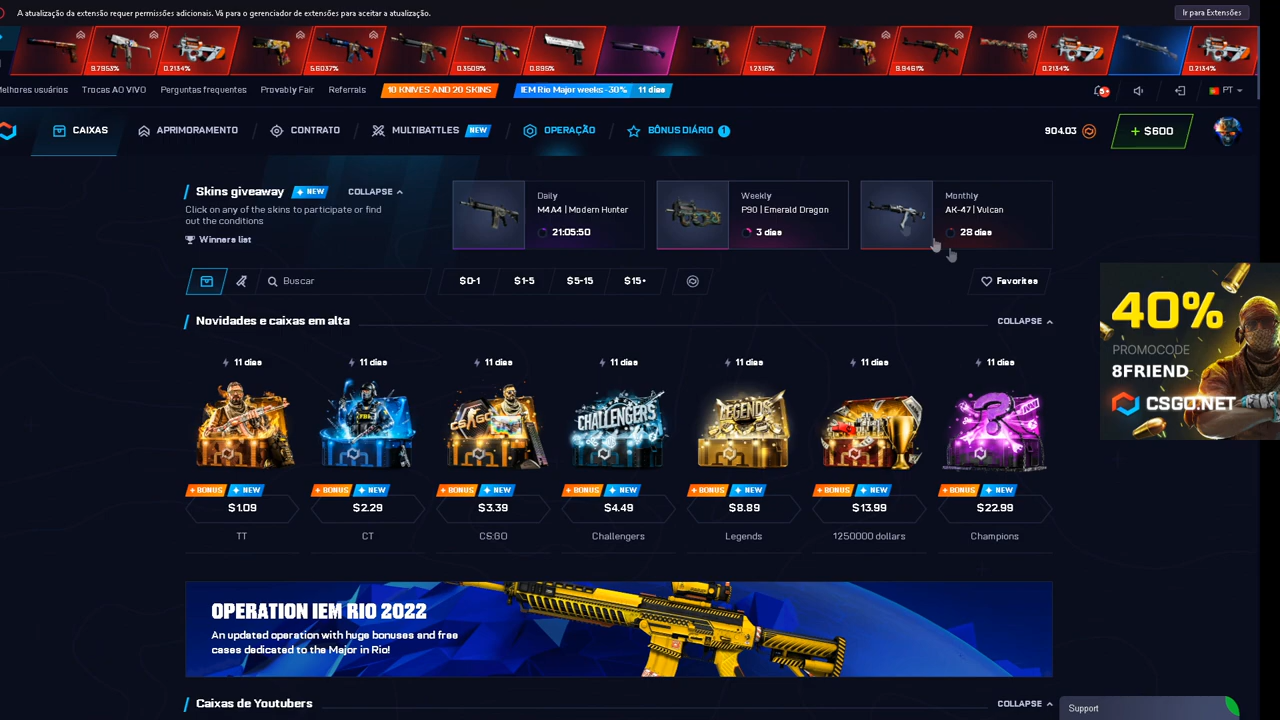 A atualização da extensão requer permissões adicionais. Vá para o gerenciador de extensões para aceitar a atualização.
Ir para Extensões
9.7953%
0.2134%
5.6037%
0.3509%
0.895%
1.2316%
9.9461%
0.2134%
0.2134%
Melhores usuários
Trocas AO VIVO
Perguntas frequentes
Provably Fair
Referrals
10 KNIVES AND 20 SKINS
IEM Rio Major weeks -30%
11 dias
PT
CAIXAS
APRIMORAMENTO
CONTRATO
MULTIBATTLES
NEW
OPERAÇÃO
BÔNUS DIÁRIO
1
904.03
+ $600
Skins giveaway
NEW
COLLAPSE
Click on any of the skins to participate or find
out the conditions
Winners list
Daily
M4A4 | Modern Hunter
21:05:50
Weekly
P90 | Emerald Dragon
3 dias
Monthly
AK-47 | Vulcan
28 dias
Buscar
$0-1
$1-5
$5-15
$15+
Favorites
Novidades e caixas em alta
COLLAPSE
11 dias
11 dias
11 dias
11 dias
11 dias
11 dias
11 dias
FBI
CS:GO
CHALLENGERS
LEGENDS
+ BONUS
NEW
+ BONUS
NEW
+ BONUS
NEW
+ BONUS
NEW
+ BONUS
NEW
+ BONUS
NEW
+ BONUS
NEW
$1.09
$2.29
$3.39
$4.49
$8.89
$13.99
$22.99
TT
CT
CS:GO
Challengers
Legends
1250000 dollars
Champions
40%
PROMOCODE
8FRIEND
CSGO.NET
OPERATION IEM RIO 2022
An updated operation with huge bonuses and free
cases dedicated to the Major in Rio!
Caixas de Youtubers
COLLAPSE
Support